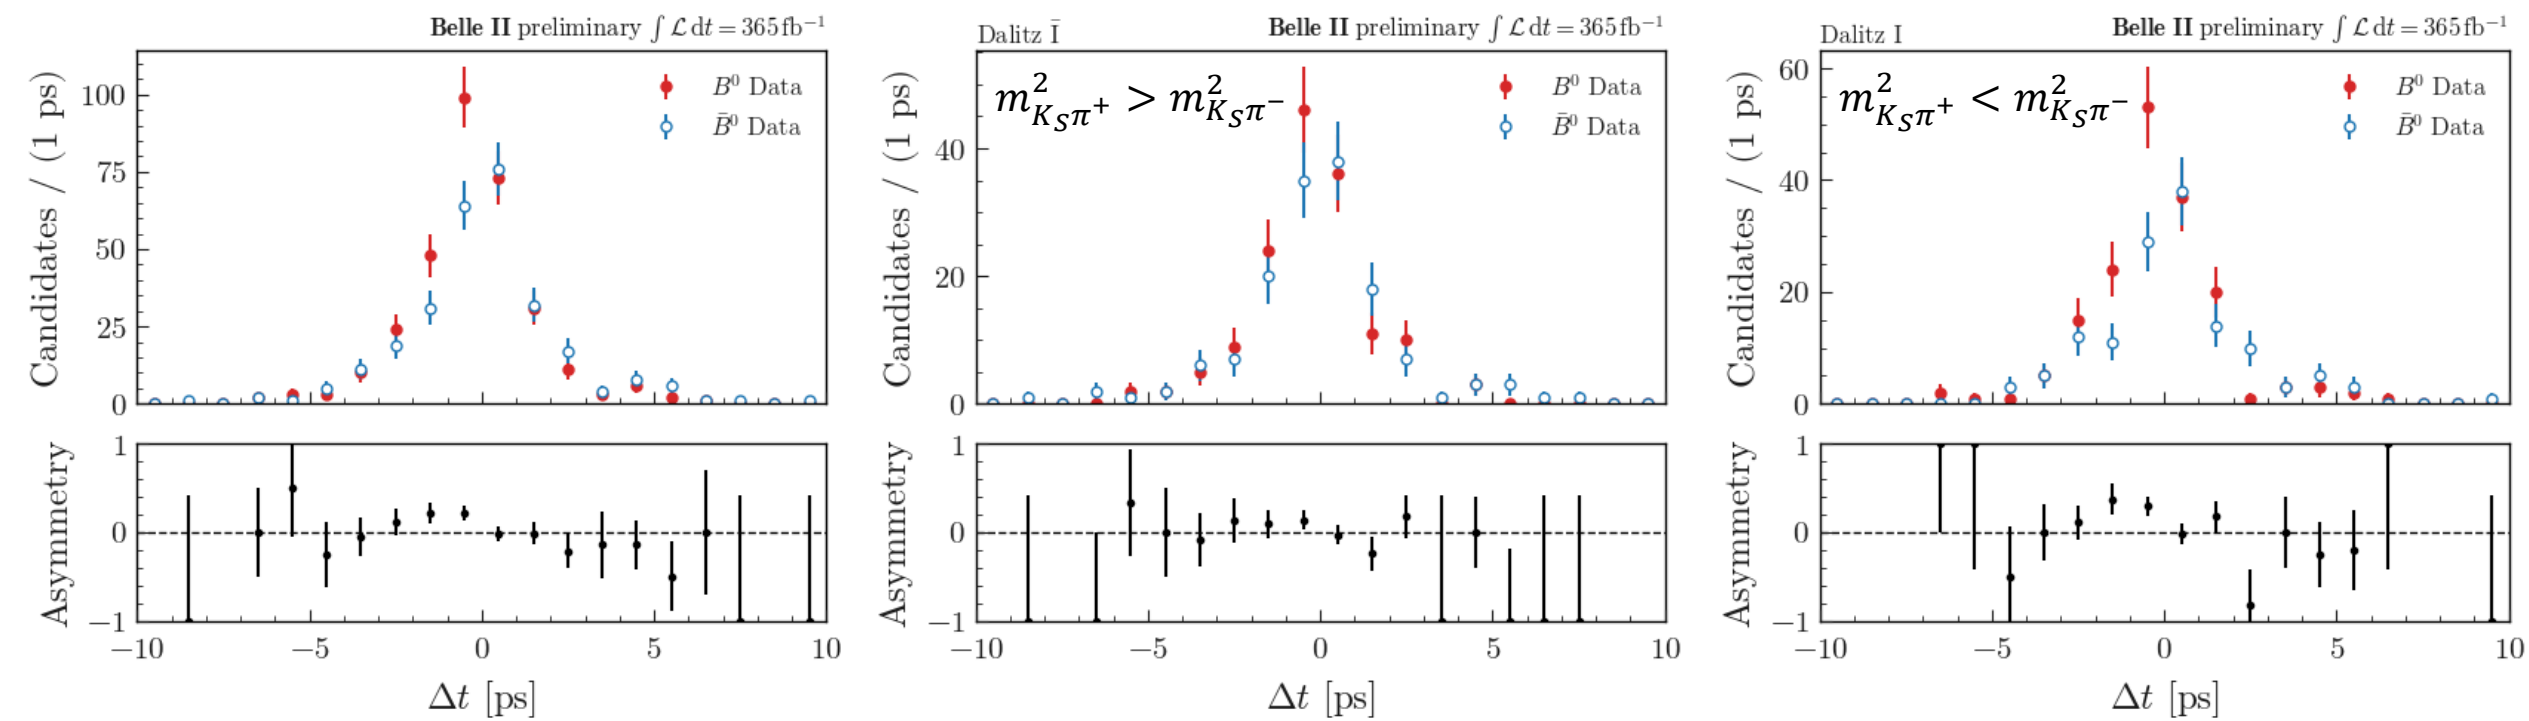 Belle II preliminary ∫ ℒ dt = 365 fb⁻¹
B⁰ Data
B̄⁰ Data
Candidates / (1 ps)
100
75
50
25
0
Asymmetry
1
0
−1
−10 −5 0 5 10
Δt [ps]
Dalitz Ī
Belle II preliminary ∫ ℒ dt = 365 fb⁻¹
m²_{K_Sπ⁺} > m²_{K_Sπ⁻}
B⁰ Data
B̄⁰ Data
Candidates / (1 ps)
40
20
0
Asymmetry
1
0
−1
−10 −5 0 5 10
Δt [ps]
Dalitz I
Belle II preliminary ∫ ℒ dt = 365 fb⁻¹
m²_{K_Sπ⁺} < m²_{K_Sπ⁻}
B⁰ Data
B̄⁰ Data
Candidates / (1 ps)
60
40
20
0
Asymmetry
1
0
−1
−10 −5 0 5 10
Δt [ps]